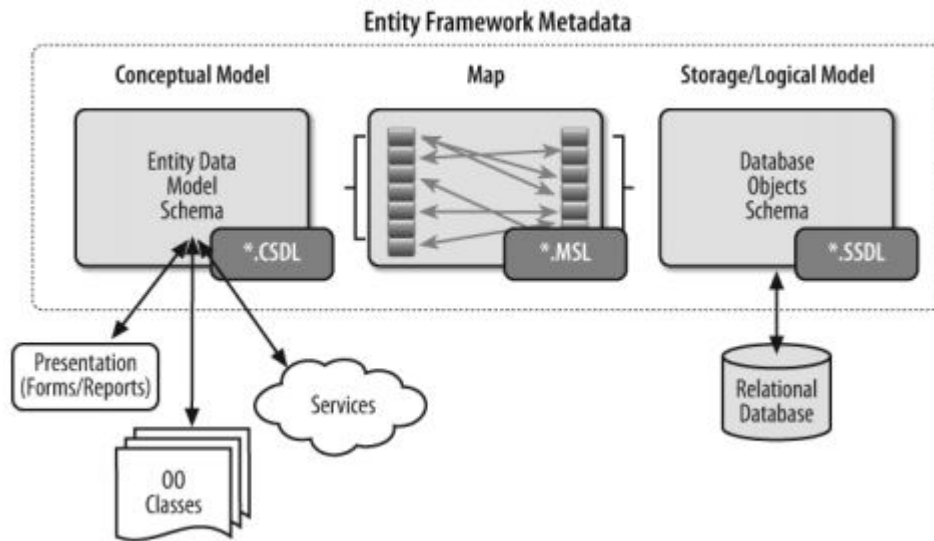 Entity Framework Metadata
Conceptual Model
Map
Storage/Logical Model
Entity Data
Model
Schema
*.CSDL
*.MSL
Database
Objects
Schema
*.SSDL
Presentation
(Forms/Reports)
Services
OO
Classes
Relational
Database